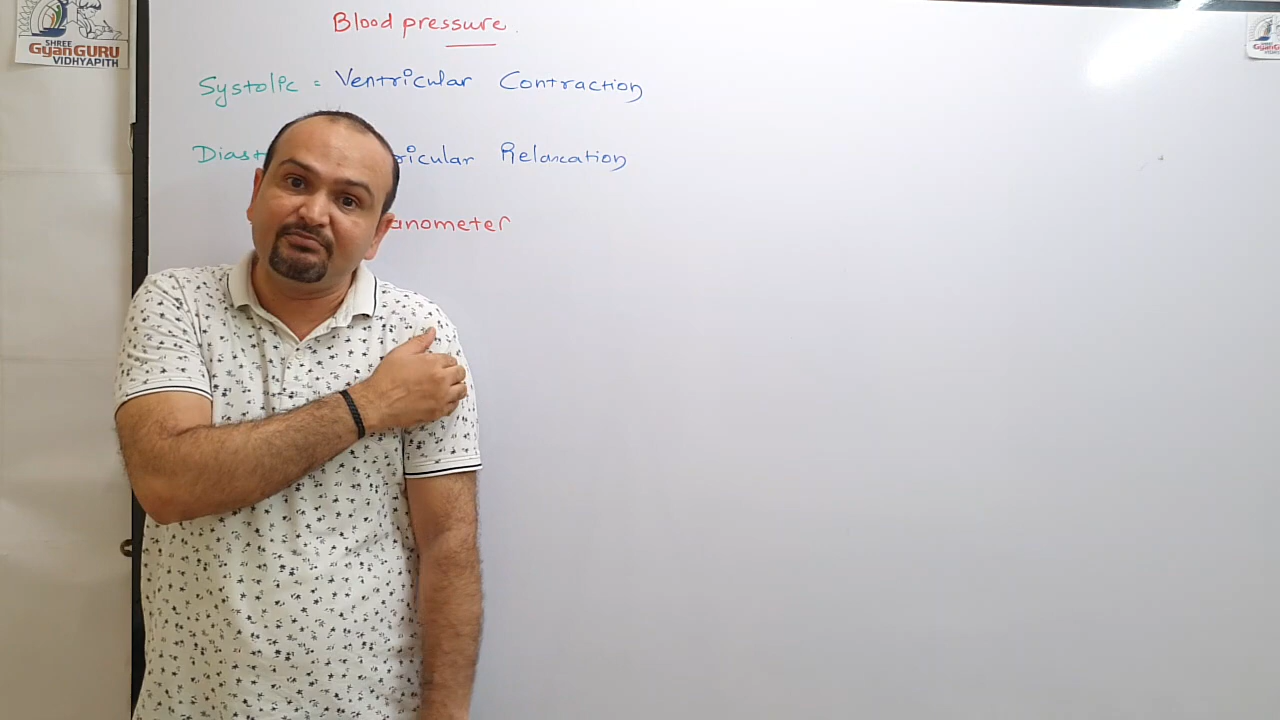 SHREE
GyanGURU
VIDHYAPITH
Blood pressure.
Systolic = Ventricular Contraction
Diast ricular Relaxation
anometer